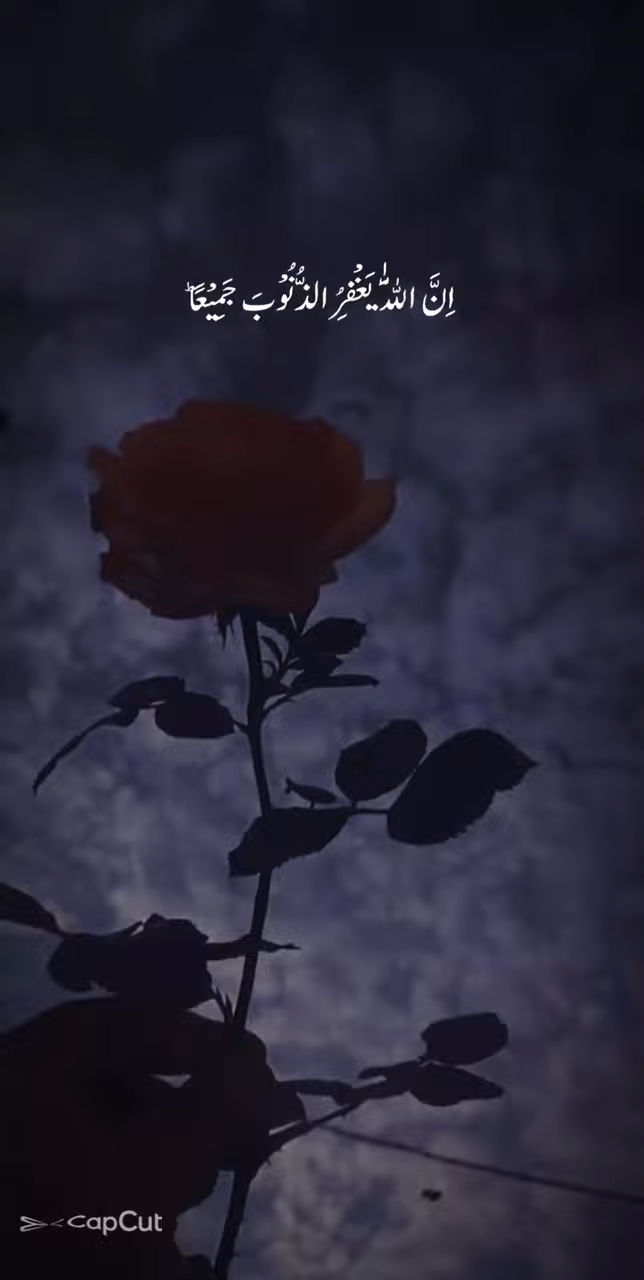 اِنَّ اللّٰهَ يَغْفِرُ الذُّنُوْبَ جَمِيْعًا ؕ
CapCut